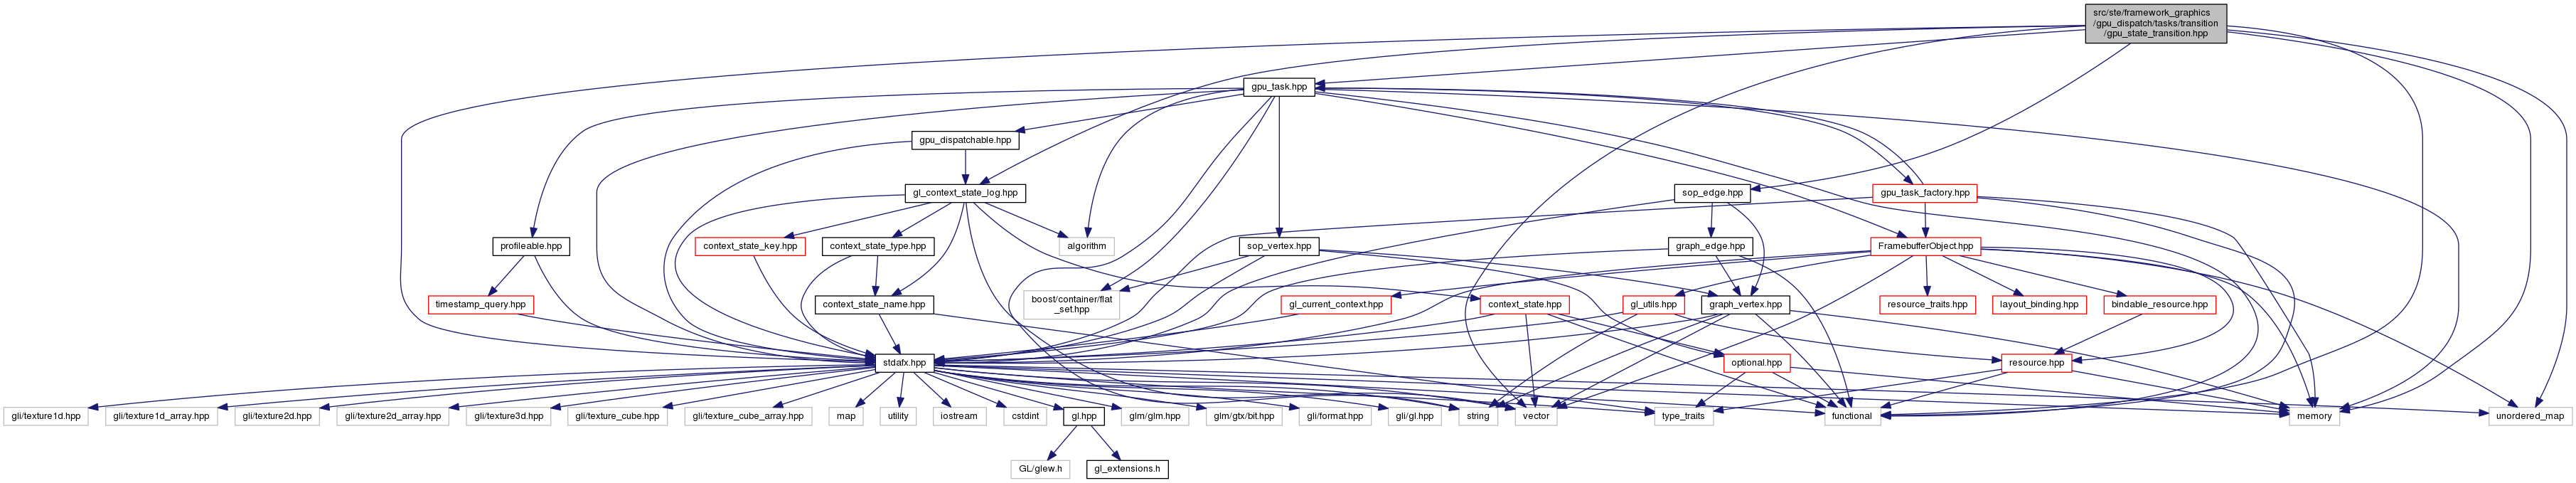 src/ste/framework_graphics
/gpu_dispatch/tasks/transition
/gpu_state_transition.hpp
gpu_task.hpp
gpu_dispatchable.hpp
gl_context_state_log.hpp
sop_edge.hpp
gpu_task_factory.hpp
profileable.hpp
context_state_key.hpp
context_state_type.hpp
algorithm
sop_vertex.hpp
graph_edge.hpp
FramebufferObject.hpp
timestamp_query.hpp
context_state_name.hpp
boost/container/flat
_set.hpp
gl_current_context.hpp
context_state.hpp
gl_utils.hpp
graph_vertex.hpp
resource_traits.hpp
layout_binding.hpp
bindable_resource.hpp
stdafx.hpp
optional.hpp
resource.hpp
gli/texture1d.hpp
gli/texture1d_array.hpp
gli/texture2d.hpp
gli/texture2d_array.hpp
gli/texture3d.hpp
gli/texture_cube.hpp
gli/texture_cube_array.hpp
map
utility
iostream
cstdint
gl.hpp
glm/glm.hpp
glm/gtx/bit.hpp
gli/format.hpp
gli/gl.hpp
string
vector
type_traits
functional
memory
unordered_map
GL/glew.h
gl_extensions.h